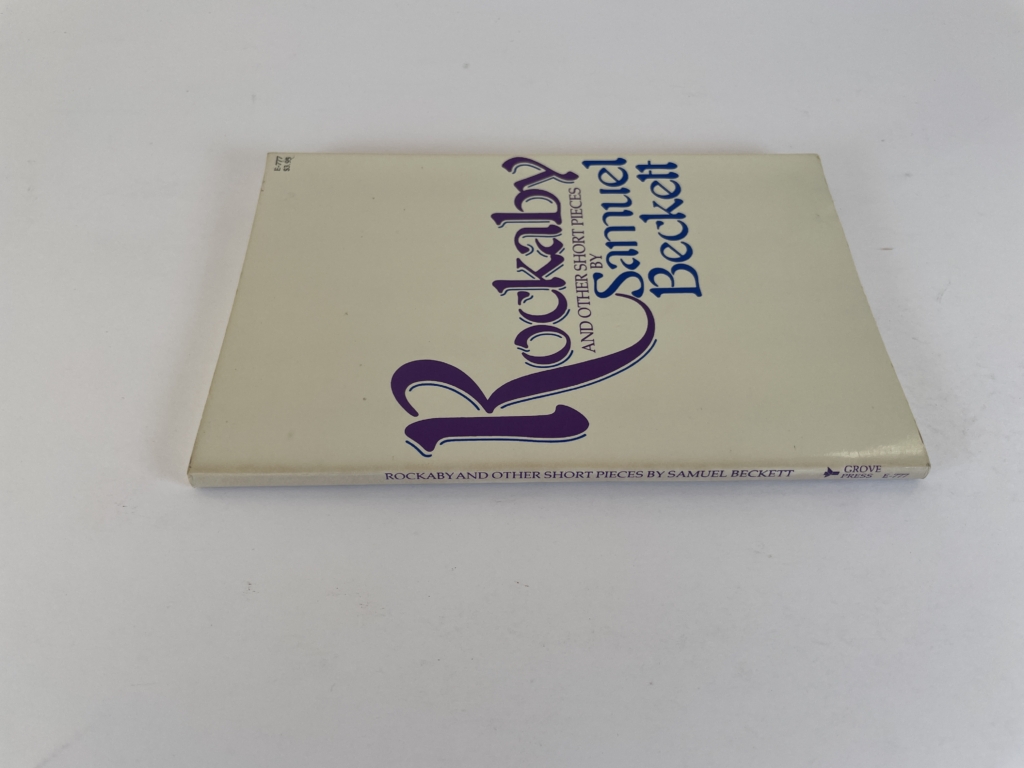 E-777
$3.95
Rockaby
AND OTHER SHORT PIECES
BY
Samuel
Beckett
ROCKABY AND OTHER SHORT PIECES BY SAMUEL BECKETT
GROVE
PRESS E-777